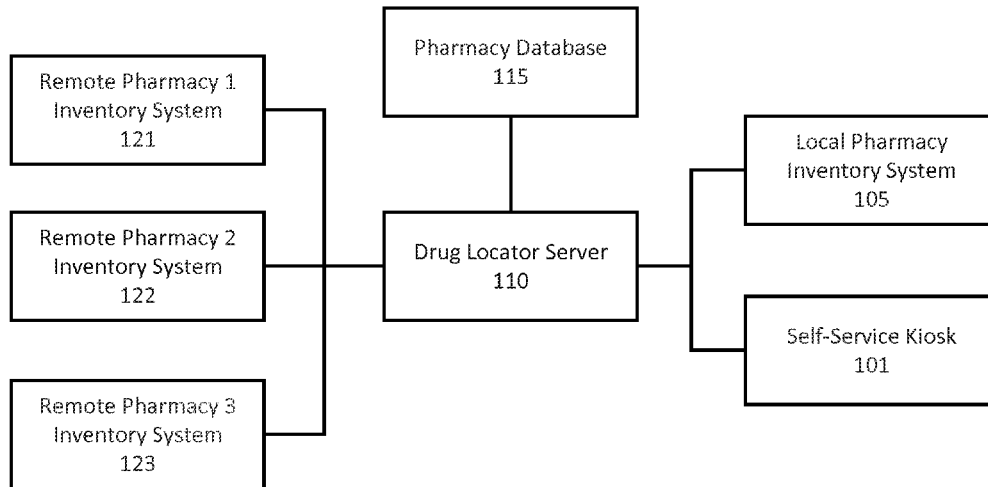 Pharmacy Database
115
Remote Pharmacy 1
Inventory System
121
Local Pharmacy
Inventory System
105
Remote Pharmacy 2
Inventory System
122
Drug Locator Server
110
Self-Service Kiosk
101
Remote Pharmacy 3
Inventory System
123